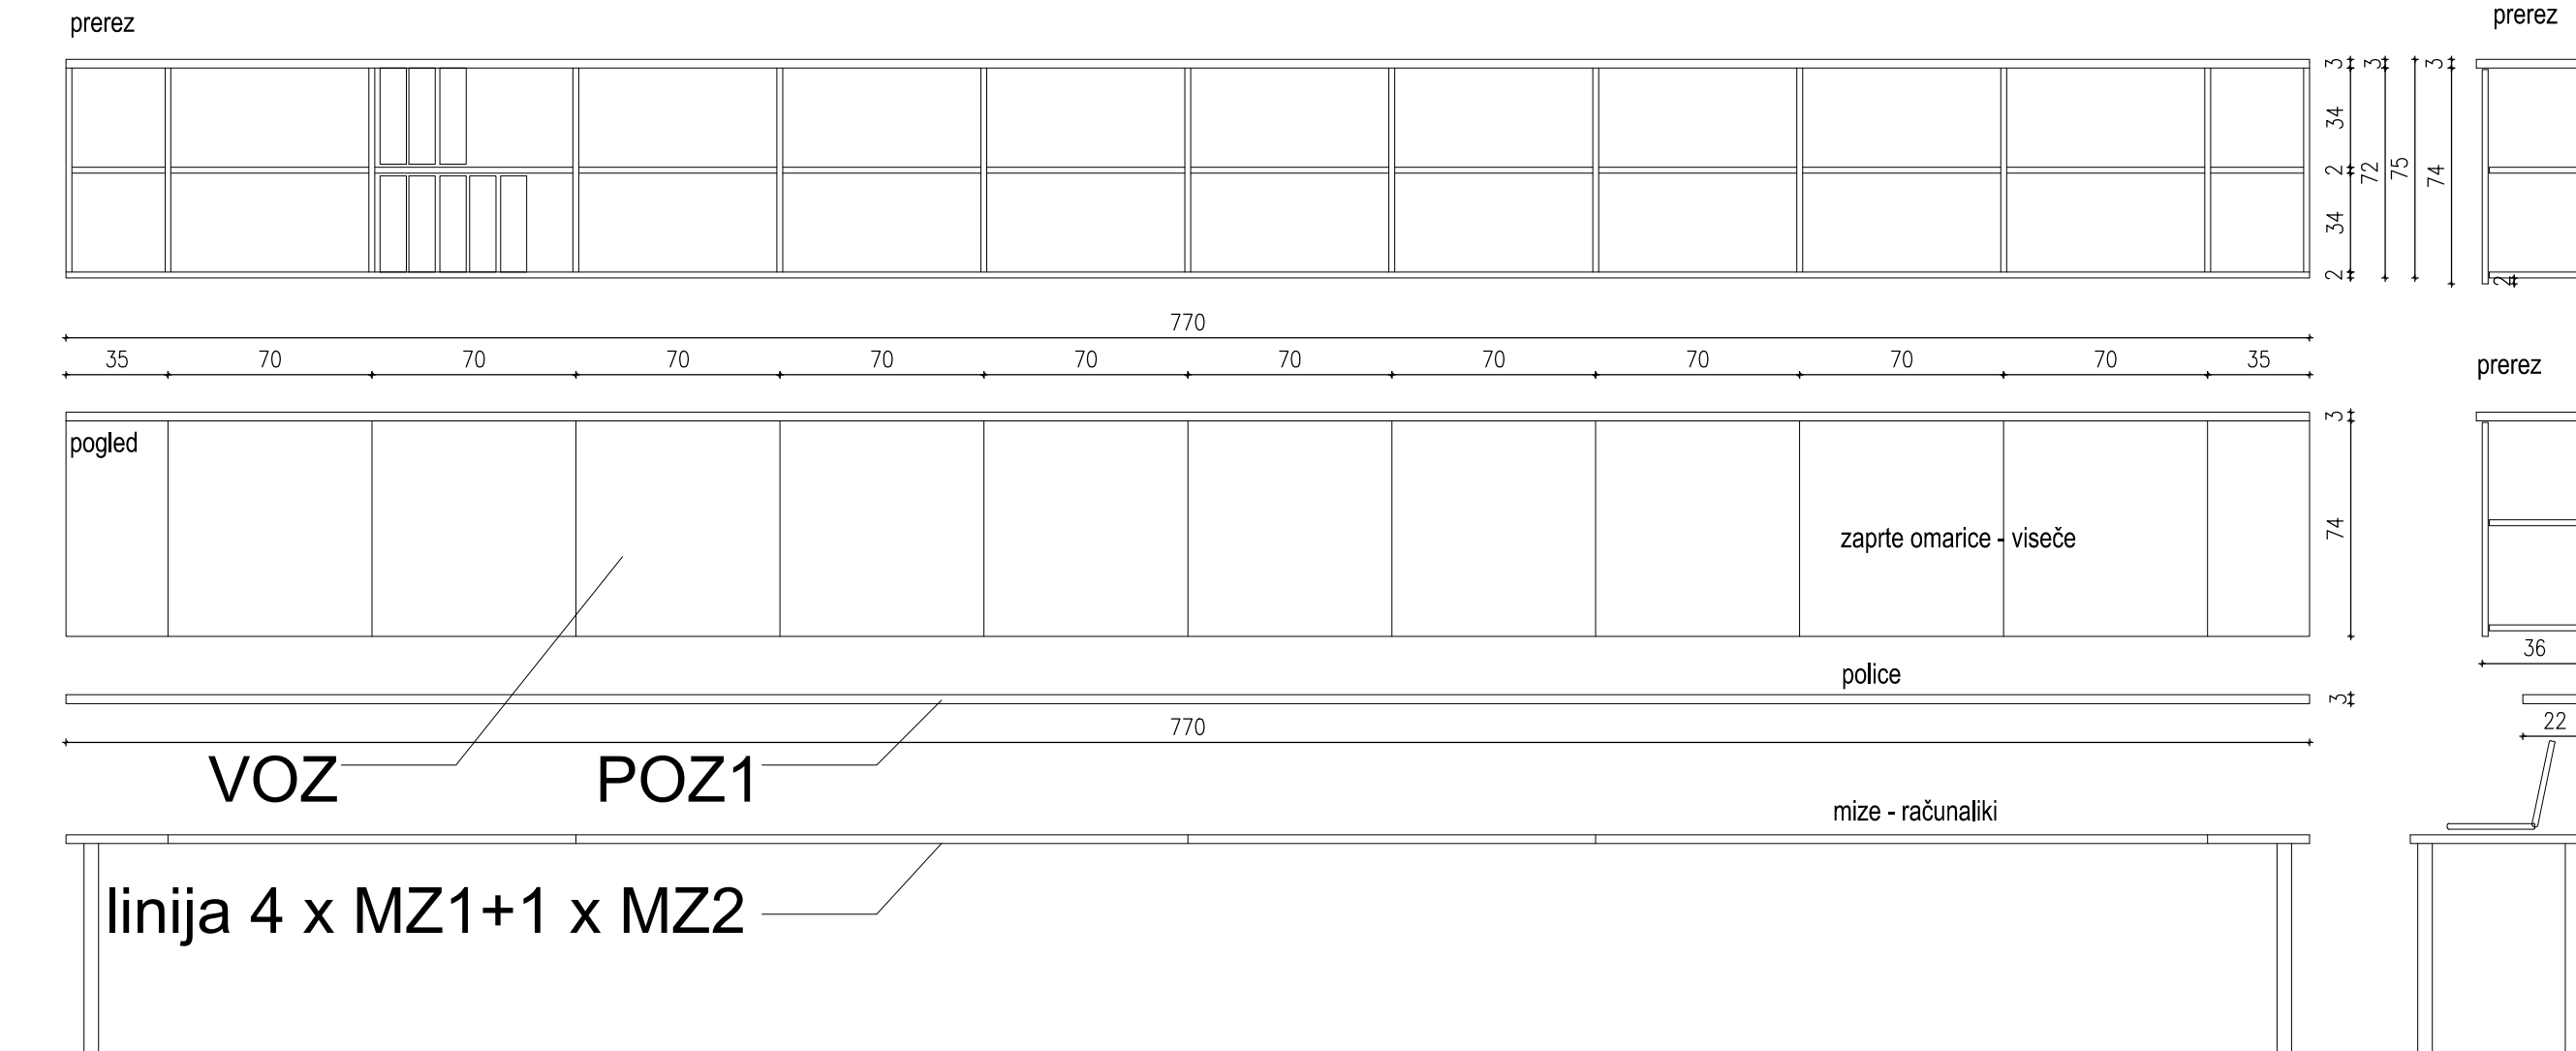 prerez
prerez
3
34
2
34
2
3
72
75
3
74
2
770
35 70 70 70 70 70 70 70 70 70 70 35
prerez
pogled
3
74
zaprte omarice - viseče
36
police
3
22
770
VOZ
POZ1
mize - računaliki
linija 4 x MZ1+1 x MZ2